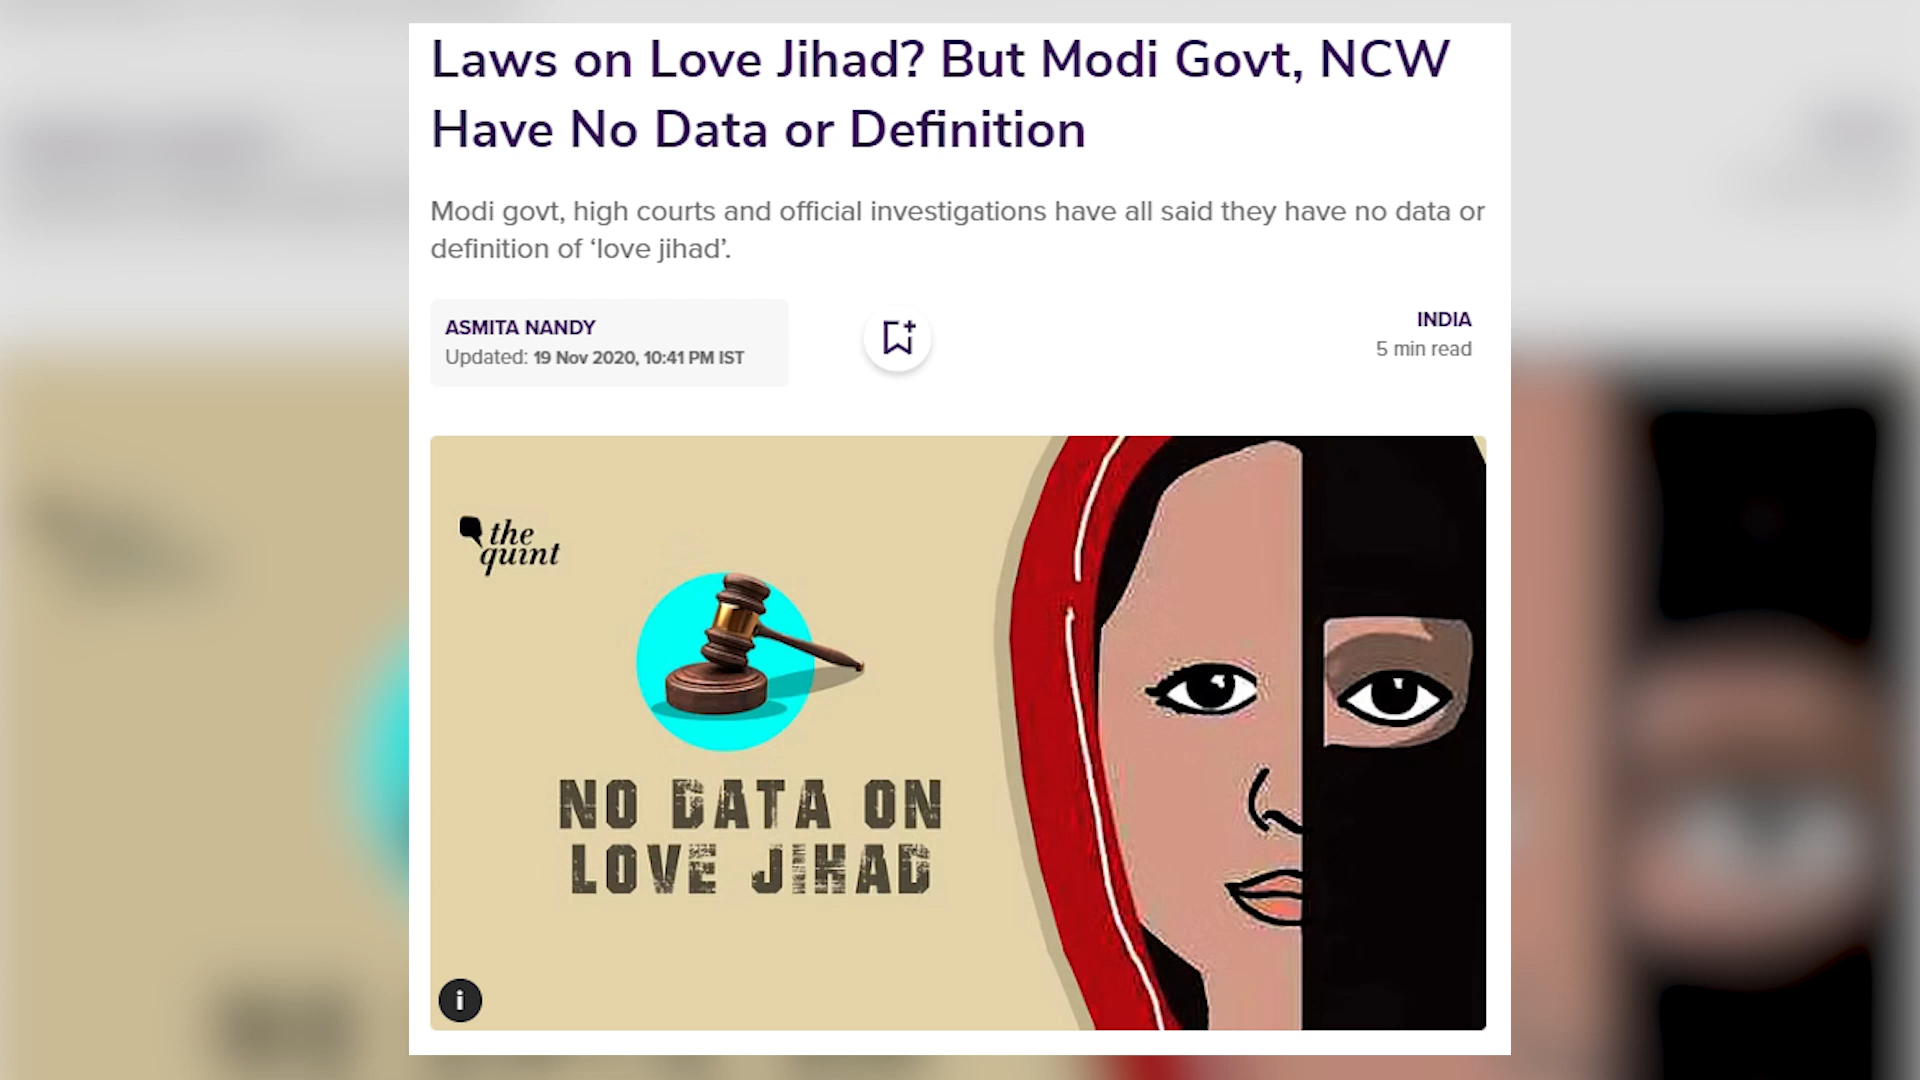 Laws on Love Jihad? But Modi Govt, NCW
Have No Data or Definition
Modi govt, high courts and official investigations have all said they have no data or
definition of ‘love jihad’.
ASMITA NANDY
Updated: 19 Nov 2020, 10:41 PM IST
INDIA
5 min read
the
quint
NO DATA ON
LOVE JIHAD
i